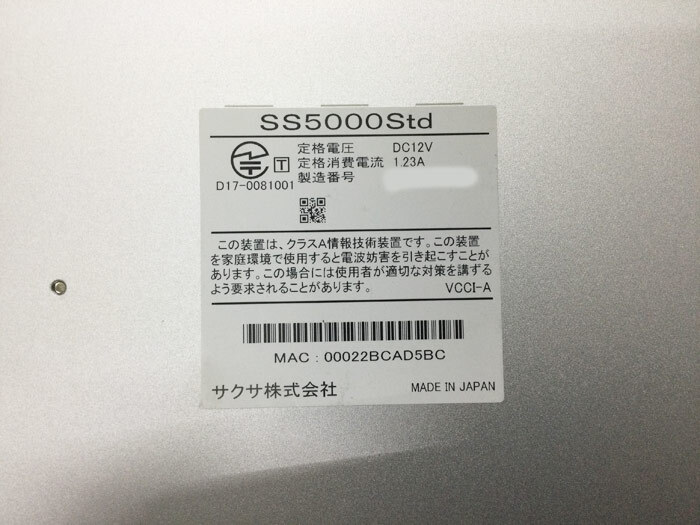 SS5000Std
定格電圧 DC12V
定格消費電流 1.23A
製造番号
T
D17-0081001
この装置は、クラスA情報技術装置です。この装置
を家庭環境で使用すると電波妨害を引き起こすことが
あります。この場合には使用者が適切な対策を講ずる
よう要求されることがあります。 VCCI-A
MAC : 00022BCAD5BC
サクサ株式会社 MADE IN JAPAN